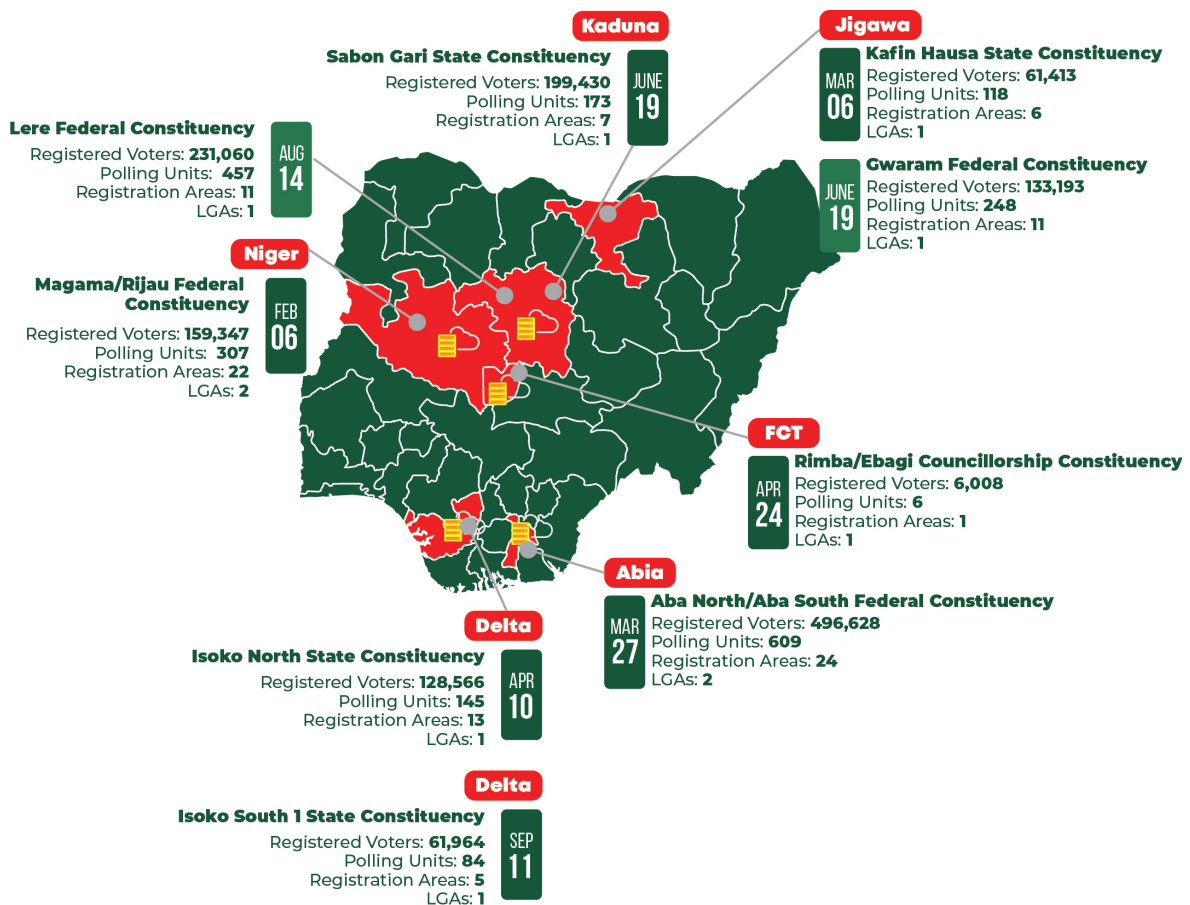 Kaduna
Sabon Gari State Constituency
Registered Voters: 199,430
Polling Units: 173
Registration Areas: 7
LGAs: 1
JUNE
19
Jigawa
Kafin Hausa State Constituency
MAR
06
Registered Voters: 61,413
Polling Units: 118
Registration Areas: 6
LGAs: 1
Gwaram Federal Constituency
JUNE
19
Registered Voters: 133,193
Polling Units: 248
Registration Areas: 11
LGAs: 1
Lere Federal Constituency
Registered Voters: 231,060
Polling Units: 457
Registration Areas: 11
LGAs: 1
AUG
14
Niger
Magama/Rijau Federal
Constituency
Registered Voters: 159,347
Polling Units: 307
Registration Areas: 22
LGAs: 2
FEB
06
FCT
Rimba/Ebagi Councillorship Constituency
APR
24
Registered Voters: 6,008
Polling Units: 6
Registration Areas: 1
LGAs: 1
Abia
Aba North/Aba South Federal Constituency
MAR
27
Registered Voters: 496,628
Polling Units: 609
Registration Areas: 24
LGAs: 2
Delta
Isoko North State Constituency
Registered Voters: 128,566
Polling Units: 145
Registration Areas: 13
LGAs: 1
APR
10
Delta
Isoko South 1 State Constituency
Registered Voters: 61,964
Polling Units: 84
Registration Areas: 5
LGAs: 1
SEP
11